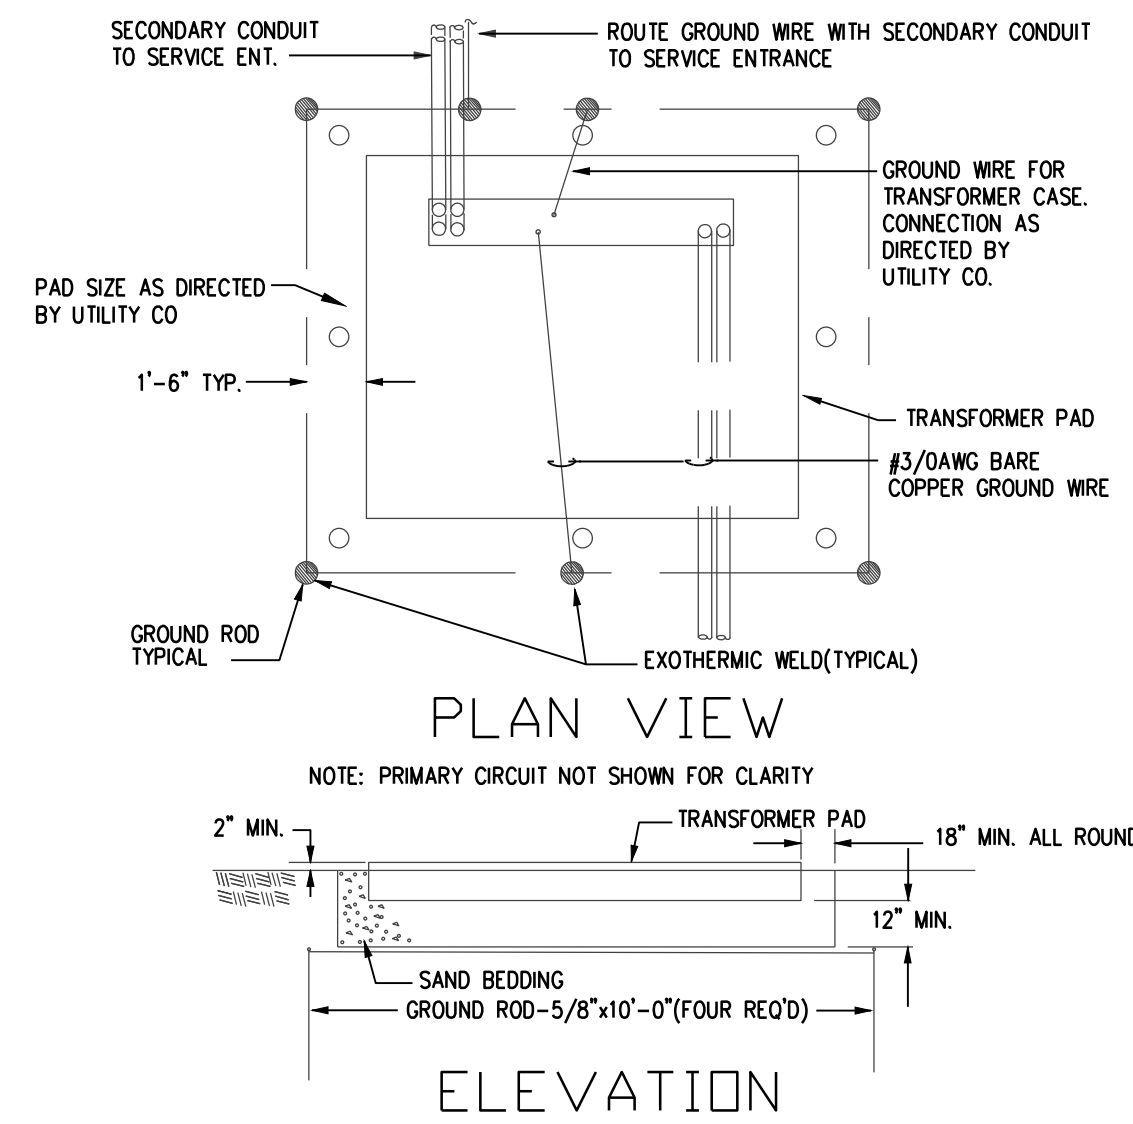 SECONDARY CONDUIT
TO SERVICE ENT.
ROUTE GROUND WIRE WITH SECONDARY CONDUIT
TO SERVICE ENTRANCE
GROUND WIRE FOR
TRANSFORMER CASE.
CONNECTION AS
DIRECTED BY
UTILITY CO.
PAD SIZE AS DIRECTED
BY UTILITY CO
1'-6" TYP.
TRANSFORMER PAD
#3/0AWG BARE
COPPER GROUND WIRE
GROUND ROD
TYPICAL
EXOTHERMIC WELD(TYPICAL)
PLAN VIEW
NOTE: PRIMARY CIRCUIT NOT SHOWN FOR CLARITY
TRANSFORMER PAD
2" MIN.
18" MIN. ALL ROUND
12" MIN.
SAND BEDDING
GROUND ROD-5/8"x10'-0"(FOUR REQ'D)
ELEVATION